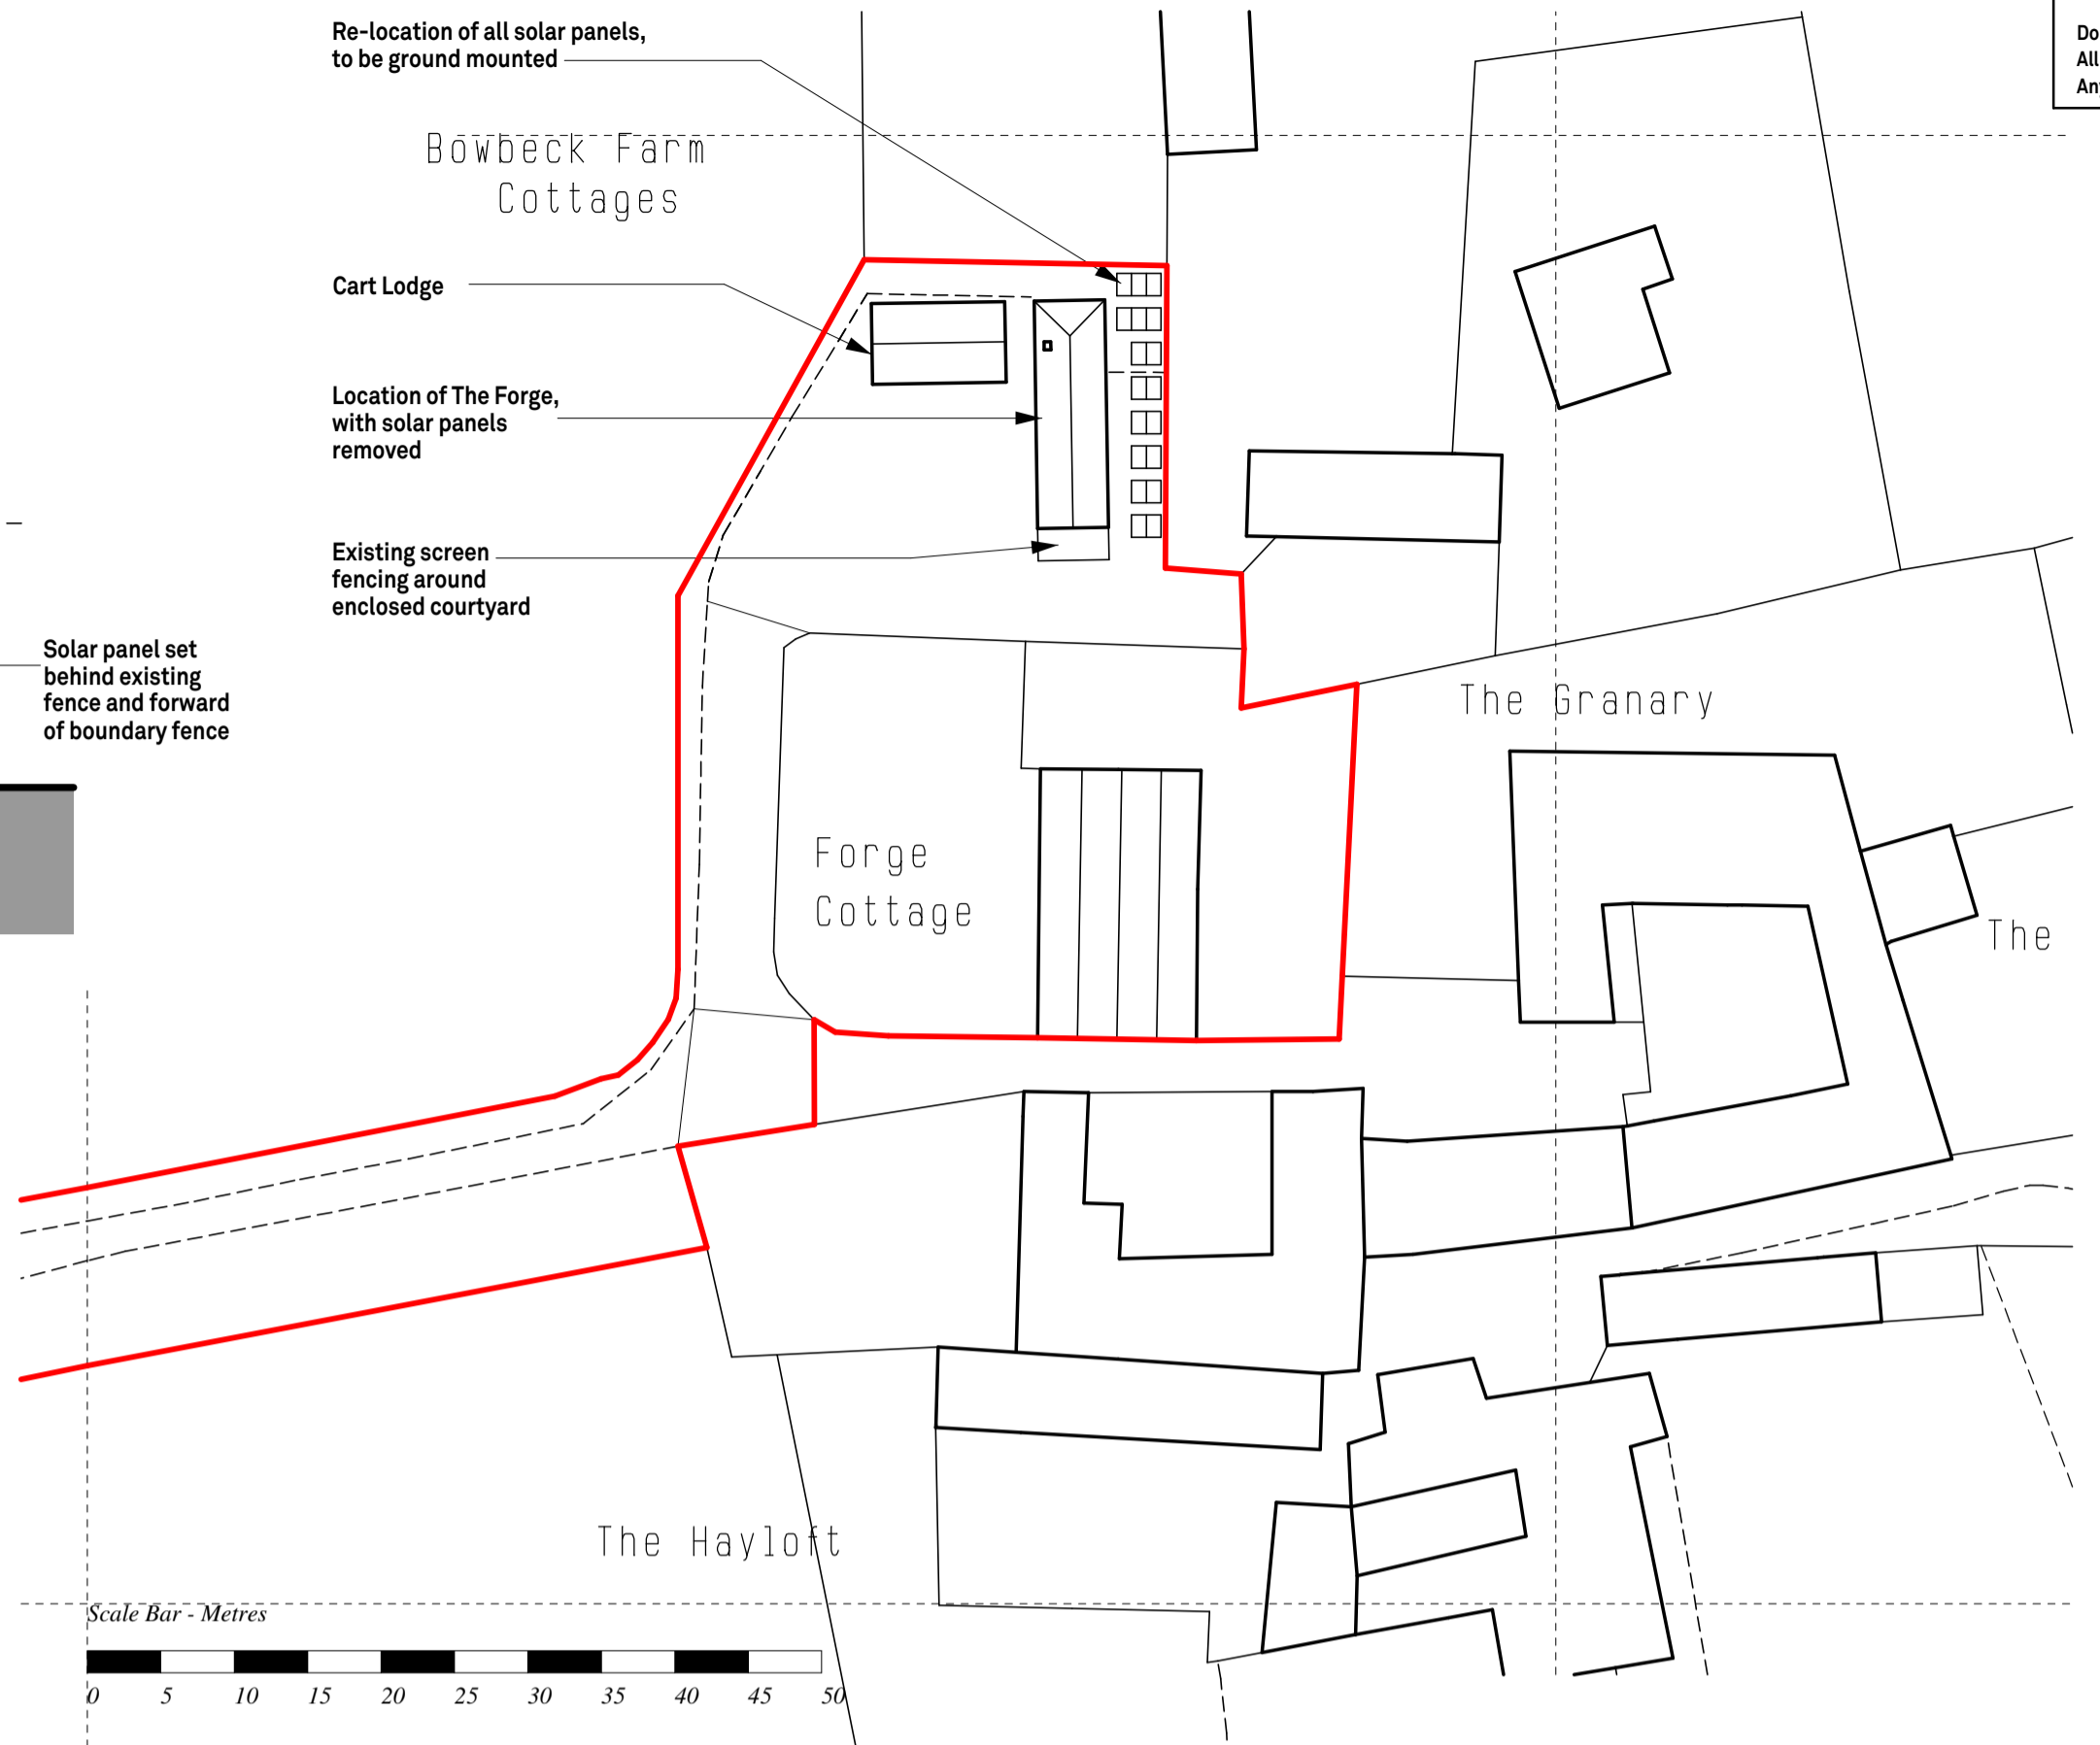 Re-location of all solar panels,
to be ground mounted
Do
All
An
Bowbeck Farm
Cottages
Cart Lodge
Location of The Forge,
with solar panels
removed
Existing screen
fencing around
enclosed courtyard
Solar panel set
behind existing
fence and forward
of boundary fence
The Granary
Forge
Cottage
The
The Hayloft
Scale Bar - Metres
0 5 10 15 20 25 30 35 40 45 50